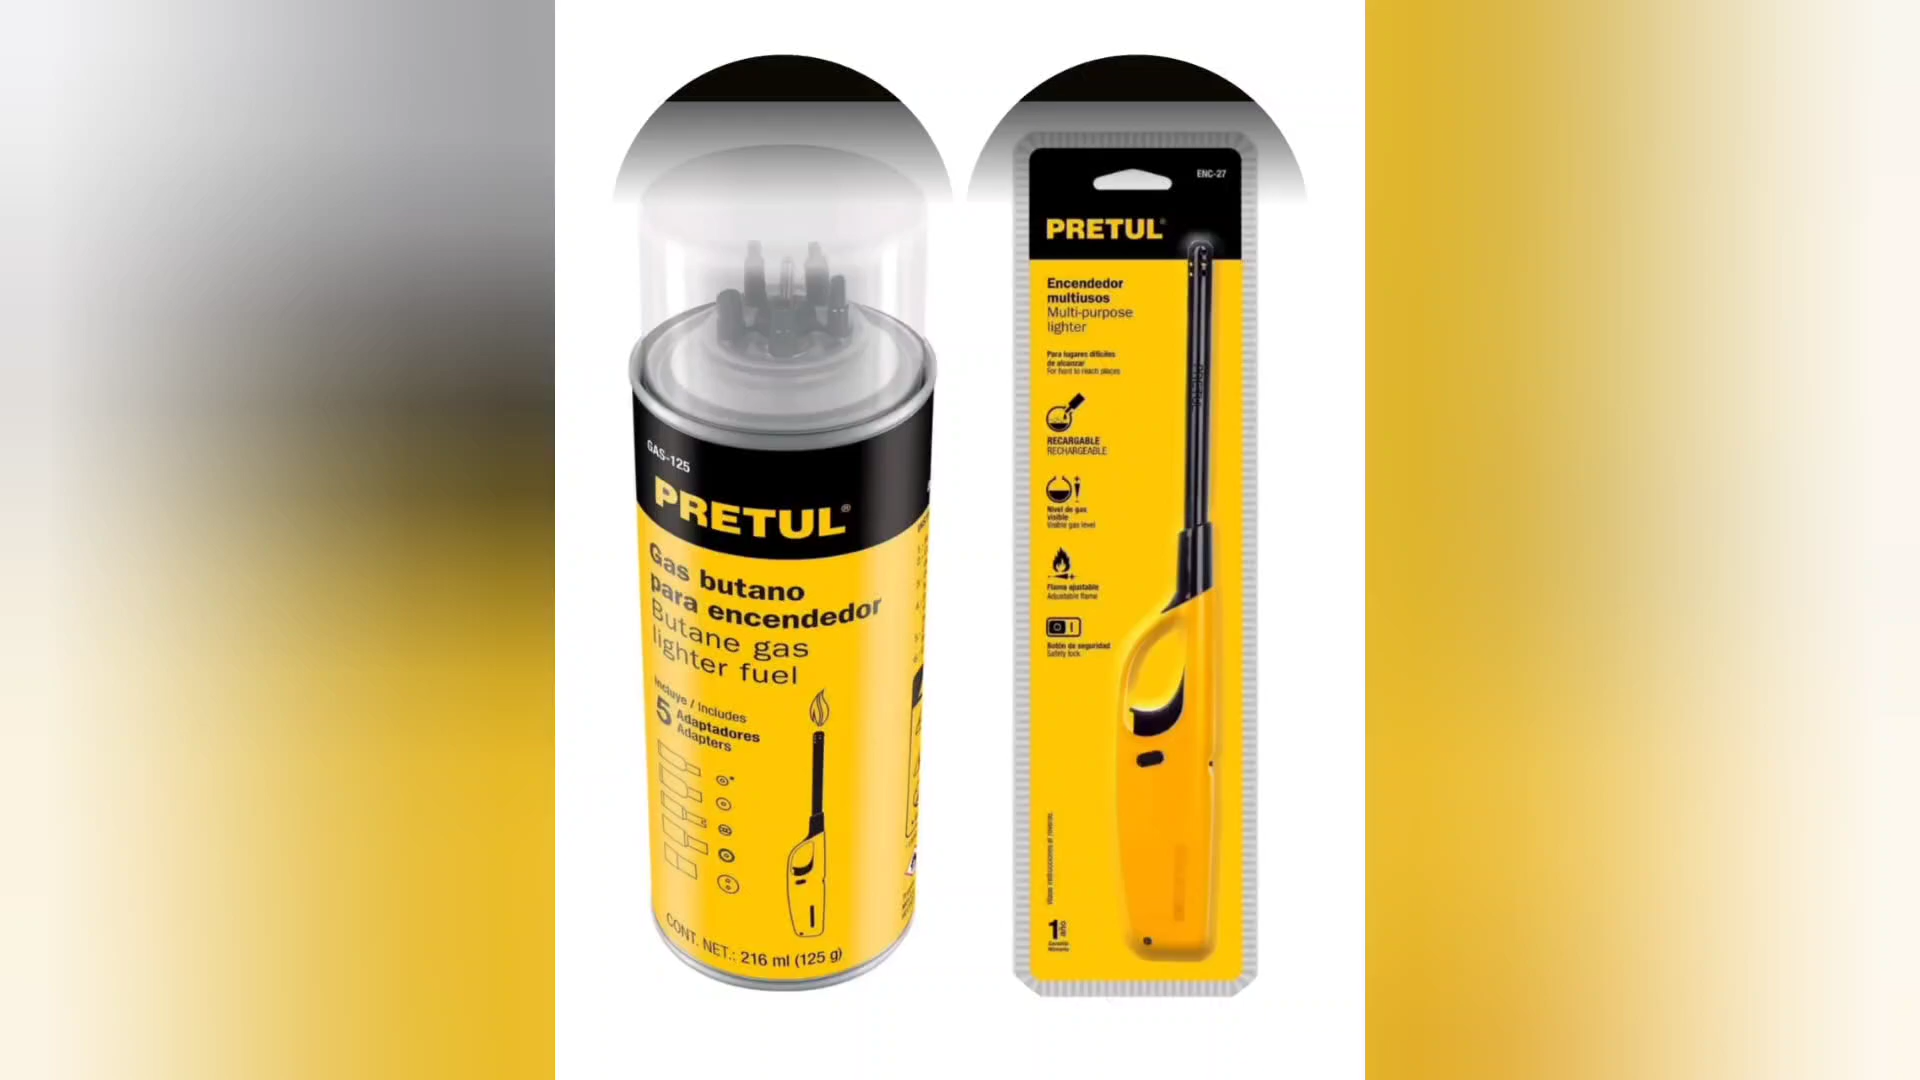 GAS-125
PRETUL®
Gas butano
para encendedor
Butane gas
lighter fuel
Incluye / Includes
5 Adaptadores
Adapters
CONT. NET.: 216 ml (125 g)
ENC-27
PRETUL®
Encendedor
multiusos
Multi-purpose
lighter
Para lugares difíciles
de alcanzar
For hard to reach places
RECARGABLE
RECHARGEABLE
Nivel de gas
visible
Visible gas level
Flama ajustable
Adjustable flame
Botón de seguridad
Safety lock
1 año